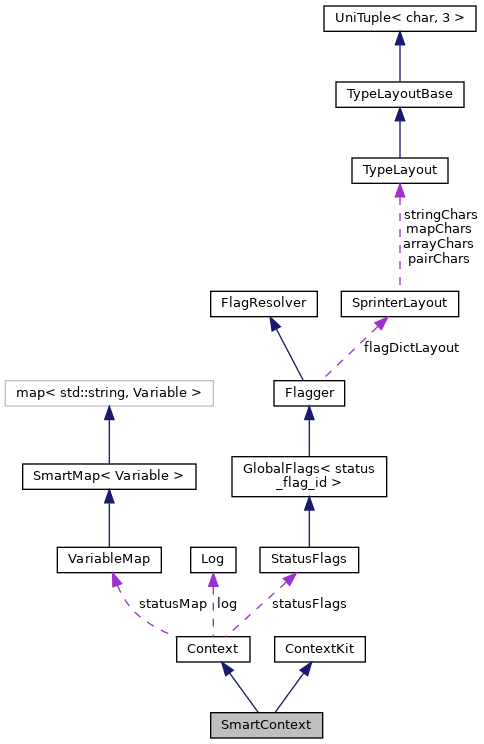 UniTuple< char, 3 >
TypeLayoutBase
TypeLayout
stringChars
mapChars
arrayChars
pairChars
FlagResolver
SprinterLayout
flagDictLayout
map< std::string, Variable >
Flagger
SmartMap< Variable >
GlobalFlags< status
_flag_id >
VariableMap
Log
StatusFlags
statusMap
log
statusFlags
Context
ContextKit
SmartContext